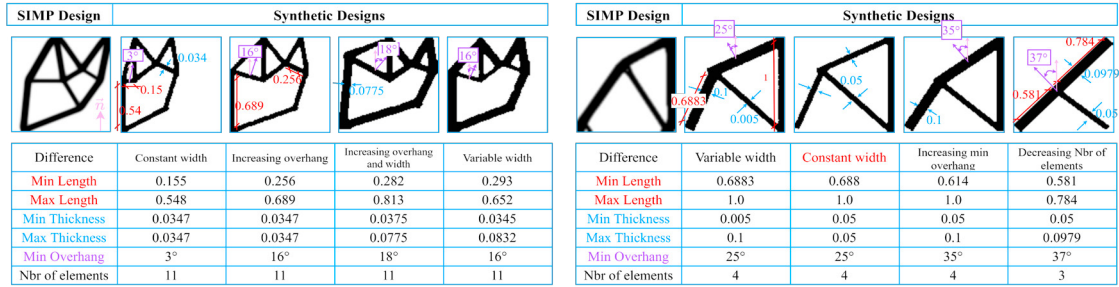 SIMP Design Synthetic Designs
3° 0.034 0.15 0.54 n
16° 0.256 0.689
18° 0.0775
16°
Difference Constant width Increasing overhang Increasing overhang and width Variable width
Min Length 0.155 0.256 0.282 0.293
Max Length 0.548 0.689 0.813 0.652
Min Thickness 0.0347 0.0347 0.0375 0.0345
Max Thickness 0.0347 0.0347 0.0775 0.0832
Min Overhang 3° 16° 18° 16°
Nbr of elements 11 11 11 11
SIMP Design Synthetic Designs
25° 1 0.1 0.6883 0.005
0.05
35° 0.1
0.784 37° 0.0979 0.581 0.05
Difference Variable width Constant width Increasing min overhang Decreasing Nbr of elements
Min Length 0.6883 0.688 0.614 0.581
Max Length 1.0 1.0 1.0 0.784
Min Thickness 0.005 0.05 0.05 0.05
Max Thickness 0.1 0.05 0.1 0.0979
Min Overhang 25° 25° 35° 37°
Nbr of elements 4 4 4 3